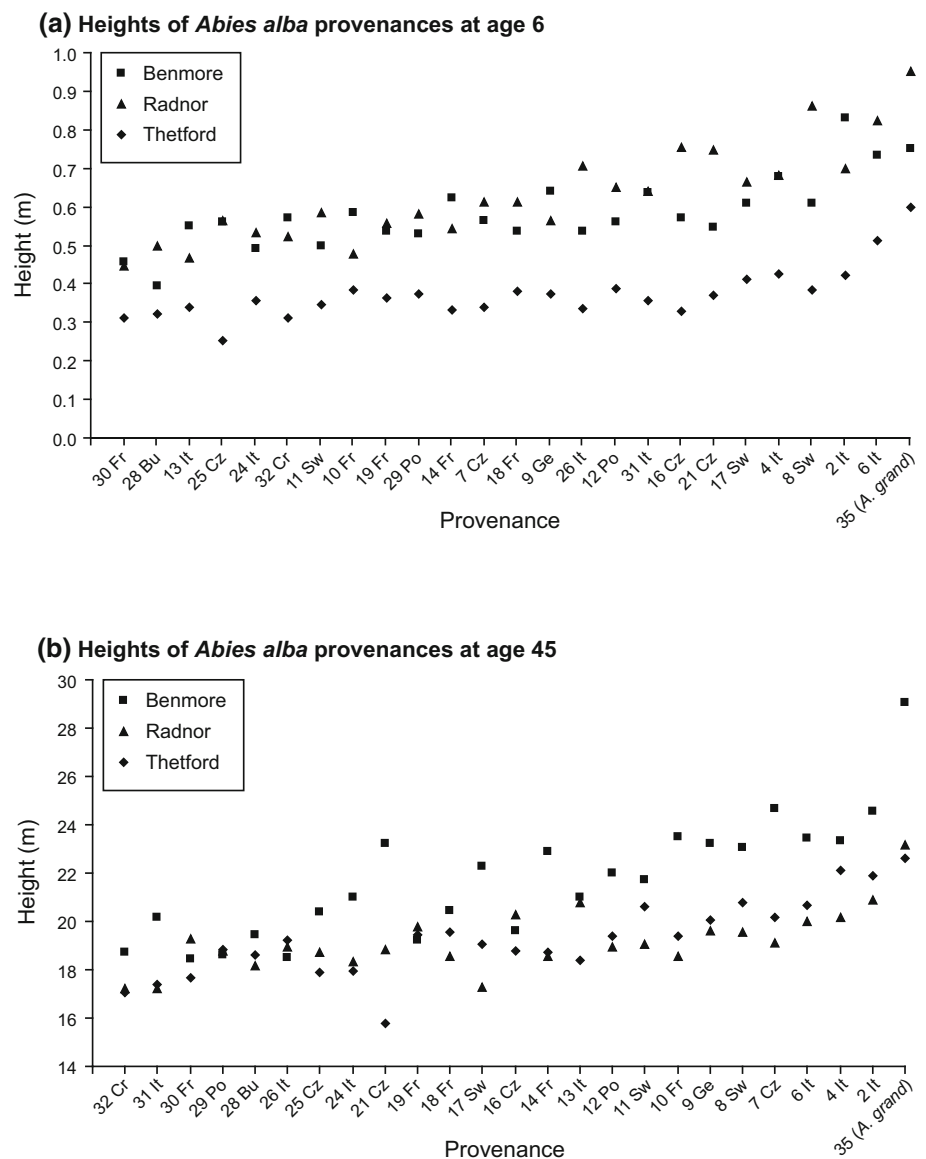 (a) Heights of Abies alba provenances at age 6
1.0
0.9
0.8
0.7
0.6
0.5
0.4
0.3
0.2
0.1
0.0
Height (m)
Benmore
Radnor
Thetford
30 Fr
28 Bu
13 It
25 Cz
24 It
32 Cr
11 Sw
10 Fr
19 Fr
29 Po
14 Fr
7 Cz
18 Fr
9 Ge
26 It
12 Po
31 It
16 Cz
21 Cz
17 Sw
4 It
8 Sw
2 It
6 It
35 (A. grand)
Provenance
(b) Heights of Abies alba provenances at age 45
30
28
26
24
22
20
18
16
14
Height (m)
Benmore
Radnor
Thetford
32 Cr
31 It
30 Fr
29 Po
28 Bu
26 It
25 Cz
24 It
21 Cz
19 Fr
18 Fr
17 Sw
16 Cz
14 Fr
13 It
12 Po
11 Sw
10 Fr
9 Ge
8 Sw
7 Cz
6 It
4 It
2 It
35 (A. grand)
Provenance